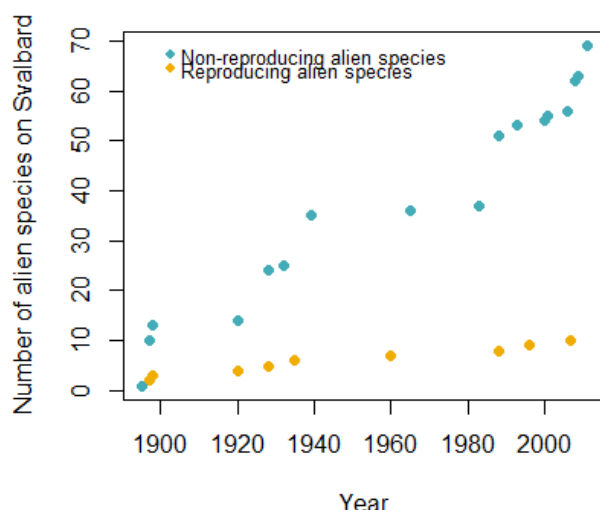 Non-reproducing alien species
Reproducing alien species
Number of alien species on Svalbard
70
60
50
40
30
20
10
0
1900 1920 1940 1960 1980 2000
Year